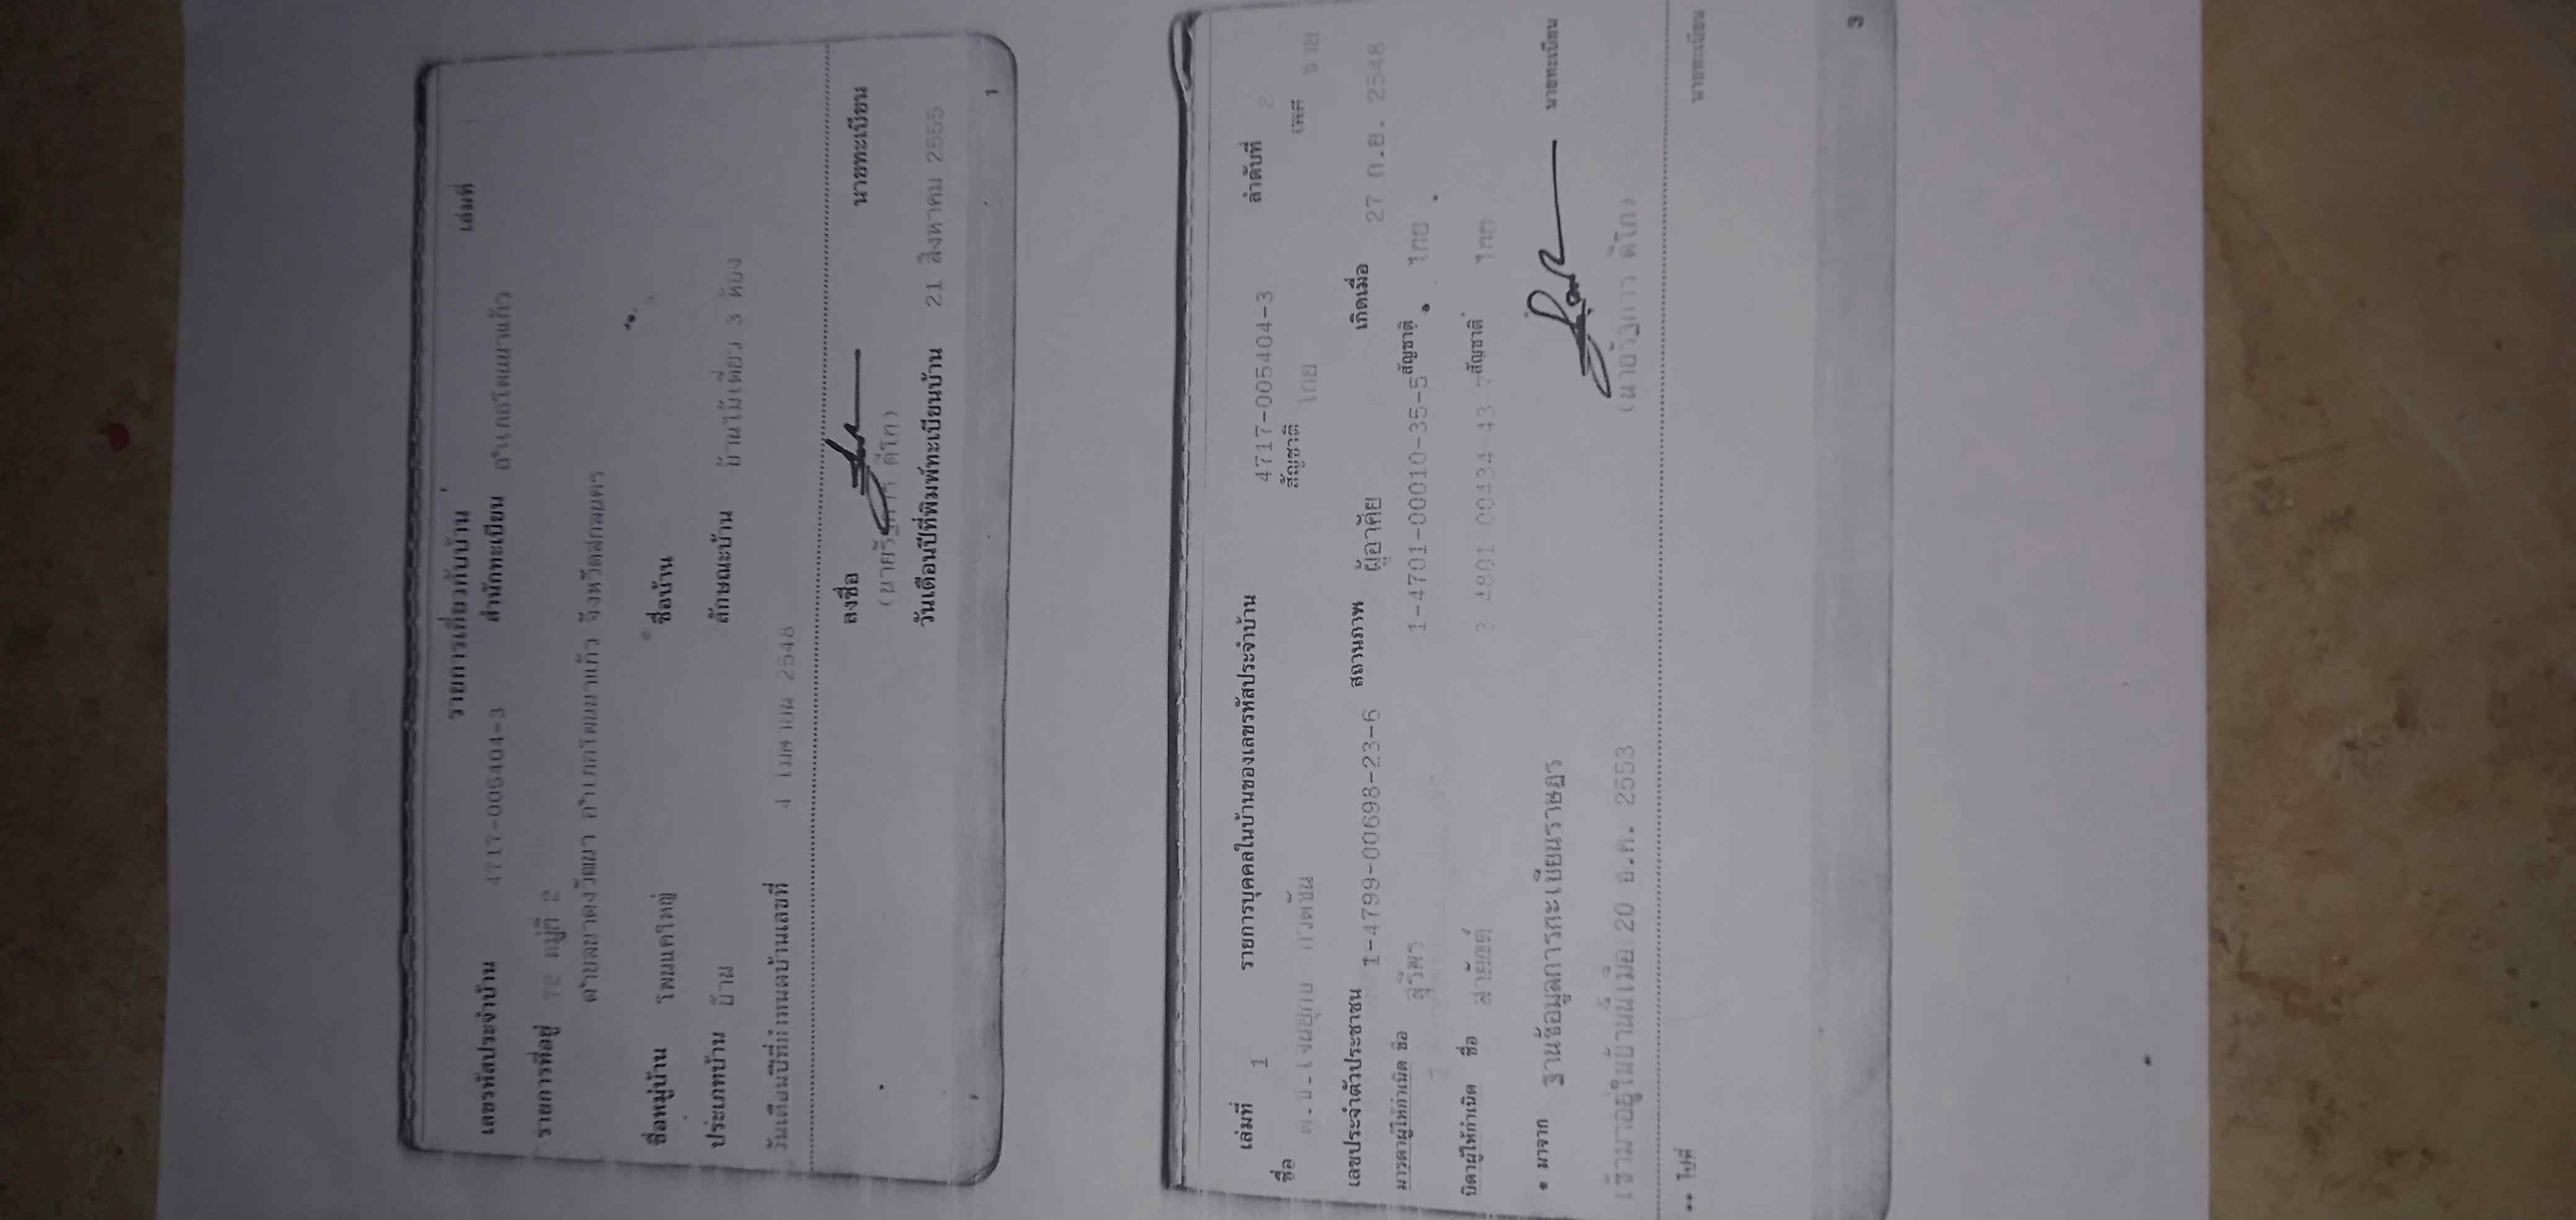 รายการเกี่ยวกับบ้าน เล่มที่
เลขรหัสประจำบ้าน 4717-005404-3 สำนักทะเบียน อำเภอโพนนาแก้ว
รายการที่อยู่ 72 หมู่ที่ 2
ตำบลนาตงวัฒนา อำเภอโพนนาแก้ว จังหวัดสกลนคร
ชื่อหมู่บ้าน โพนแคใหญ่ ชื่อบ้าน
ประเภทบ้าน บ้าน ลักษณะบ้าน บ้านไม้เดี่ยว 3 ห้อง
วันเดือนปีที่กำหนดบ้านเลขที่ 4 เมษายน 2548
ลงชื่อ นายทะเบียน
ดีโก)
วันเดือนปีที่พิมพ์ทะเบียนบ้าน 21 สิงหาคม 2555
1
เล่มที่ 1 รายการบุคคลในบ้านของเลขรหัสประจำบ้าน 4717-005404-3 ลำดับที่ 2
ชื่อ ด.ช. สัญชาติ ไทย เพศ ชาย
เลขประจำตัวประชาชน 1-4799-00698-23-6 สถานภาพ ผู้อาศัย เกิดเมื่อ 27 ก.ย. 2548
มารดาผู้ให้กำเนิด ชื่อ สุวิพร 1-4701-00010-35-5 สัญชาติ ไทย
บิดาผู้ให้กำเนิด ชื่อ สายัณต์ 3 4801 00434 43 7 สัญชาติ ไทย
* มาจาก ฐานข้อมูลการทะเบียนราษฎร นายทะเบียน
เข้ามาอยู่ในบ้านนี้เมื่อ 20 ธ.ค. 2553 ดีโก)
** ไปที่ นายทะเบียน
3